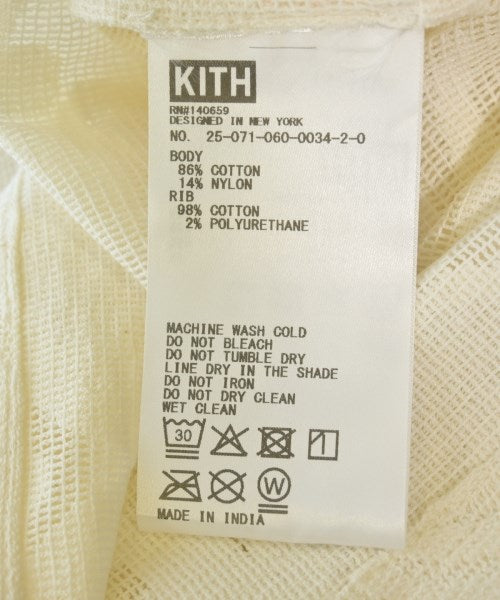 KITH
RN#140659
DESIGNED IN NEW YORK
NO. 25-071-060-0034-2-0
BODY
86% COTTON
14% NYLON
RIB
98% COTTON
2% POLYURETHANE
MACHINE WASH COLD
DO NOT BLEACH
DO NOT TUMBLE DRY
LINE DRY IN THE SHADE
DO NOT IRON
DO NOT DRY CLEAN
WET CLEAN
30
W
MADE IN INDIA